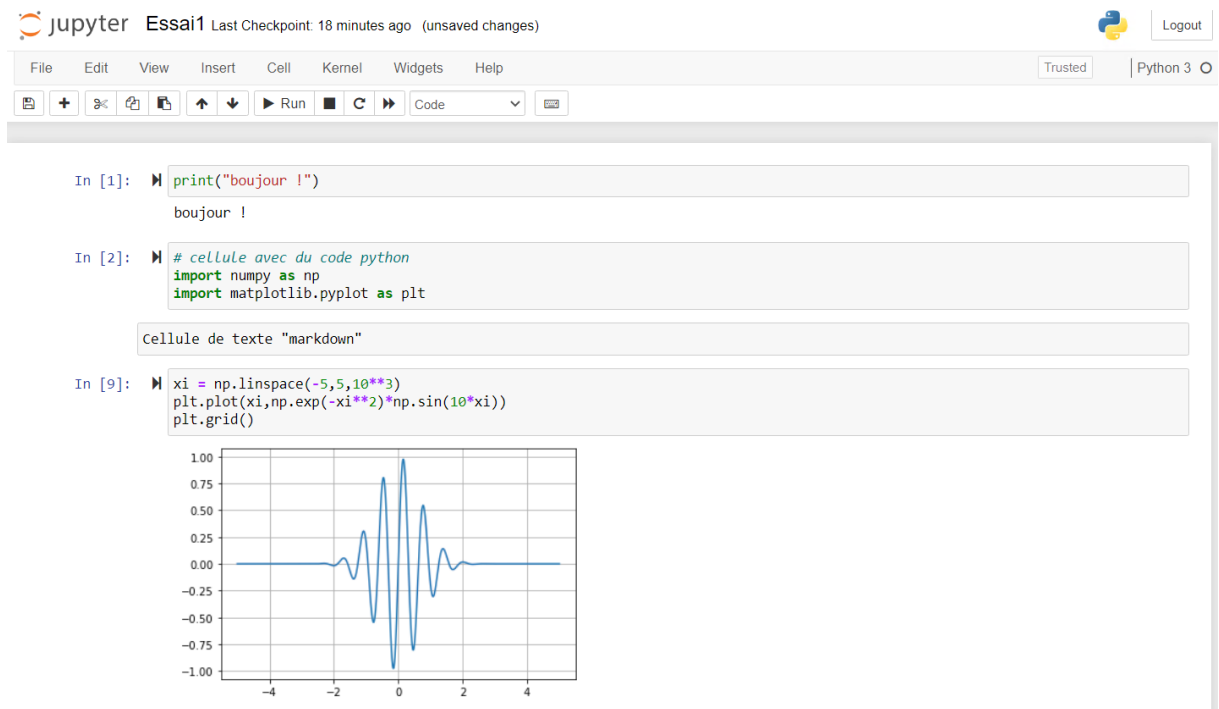 jupyter Essai1 Last Checkpoint: 18 minutes ago (unsaved changes) Logout
File Edit View Insert Cell Kernel Widgets Help Trusted Python 3
Run Code
In [1]: print("boujour !")
boujour !
In [2]: # cellule avec du code python
import numpy as np
import matplotlib.pyplot as plt
Cellule de texte "markdown"
In [9]: xi = np.linspace(-5,5,10**3)
plt.plot(xi,np.exp(-xi**2)*np.sin(10*xi))
plt.grid()
1.00
0.75
0.50
0.25
0.00
−0.25
−0.50
−0.75
−1.00
−4 −2 0 2 4